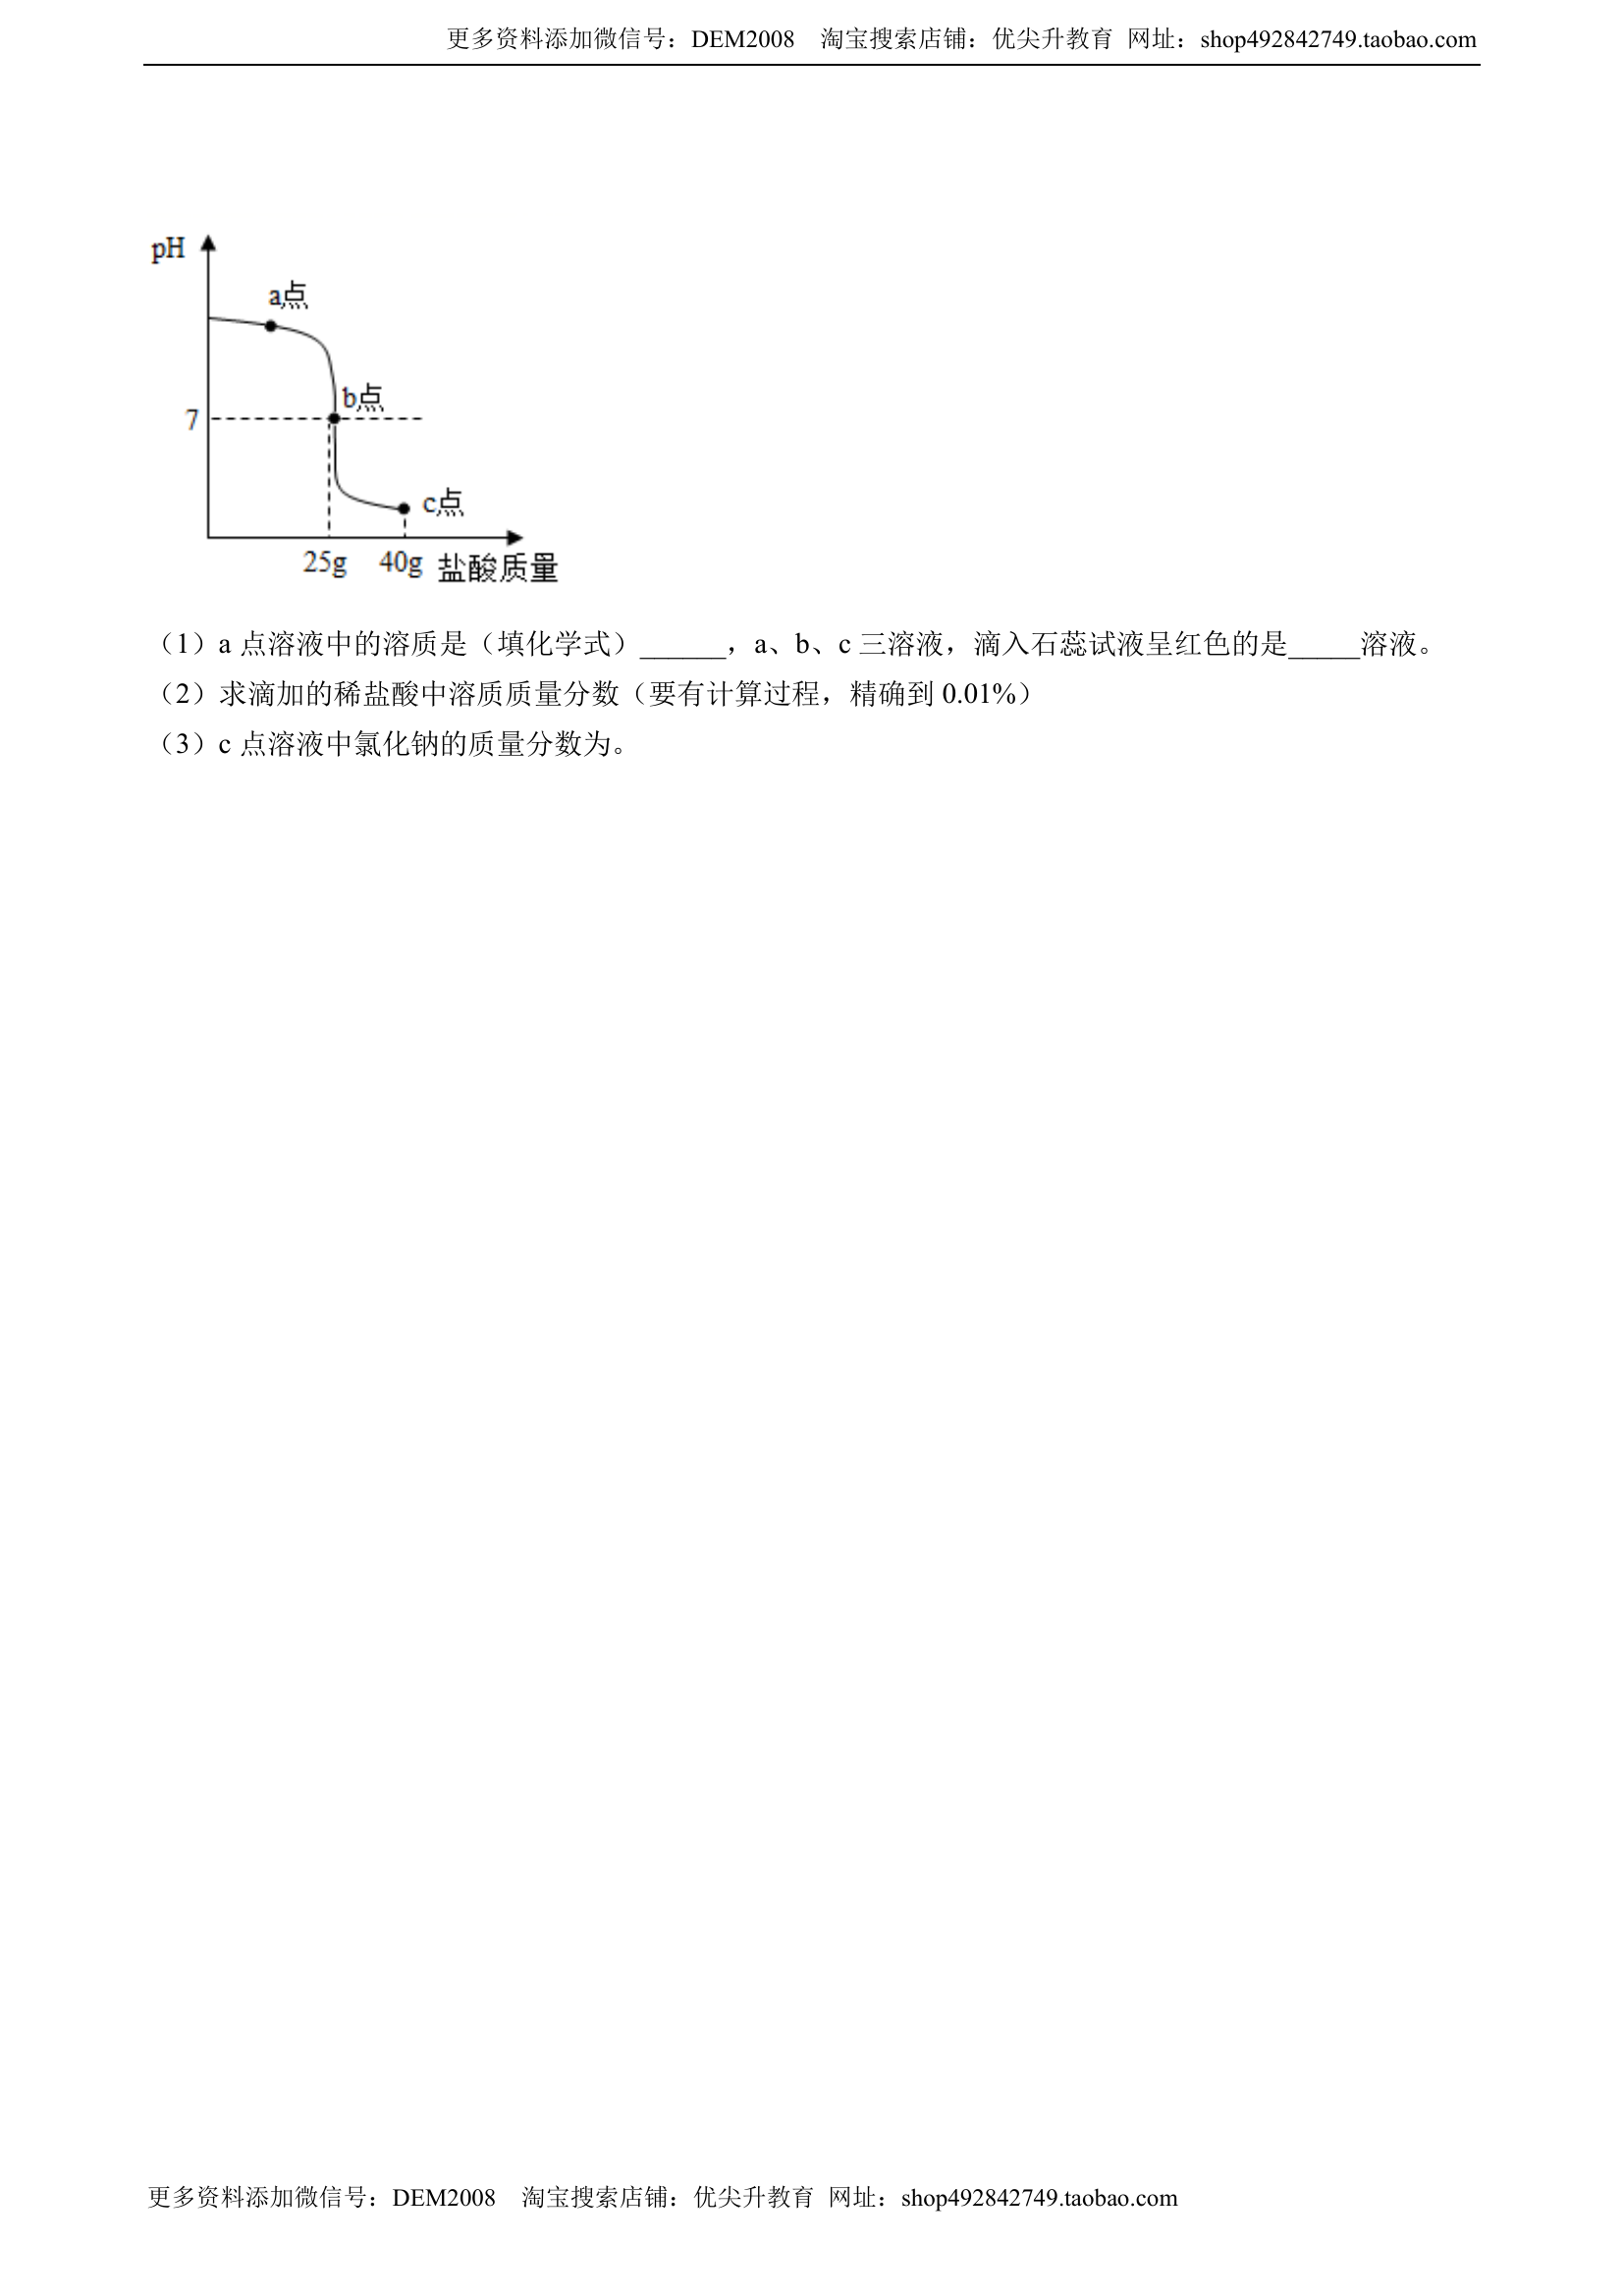 更多资料添加微信号：DEM2008 淘宝搜索店铺：优尖升教育 网址：shop492842749.taobao.com
pH
a点
b点
7
c点
25g 40g 盐酸质量
（1）a 点溶液中的溶质是（填化学式）______，a、b、c 三溶液，滴入石蕊试液呈红色的是_____溶液。
（2）求滴加的稀盐酸中溶质质量分数（要有计算过程，精确到 0.01%）
（3）c 点溶液中氯化钠的质量分数为。
更多资料添加微信号：DEM2008 淘宝搜索店铺：优尖升教育 网址：shop492842749.taobao.com